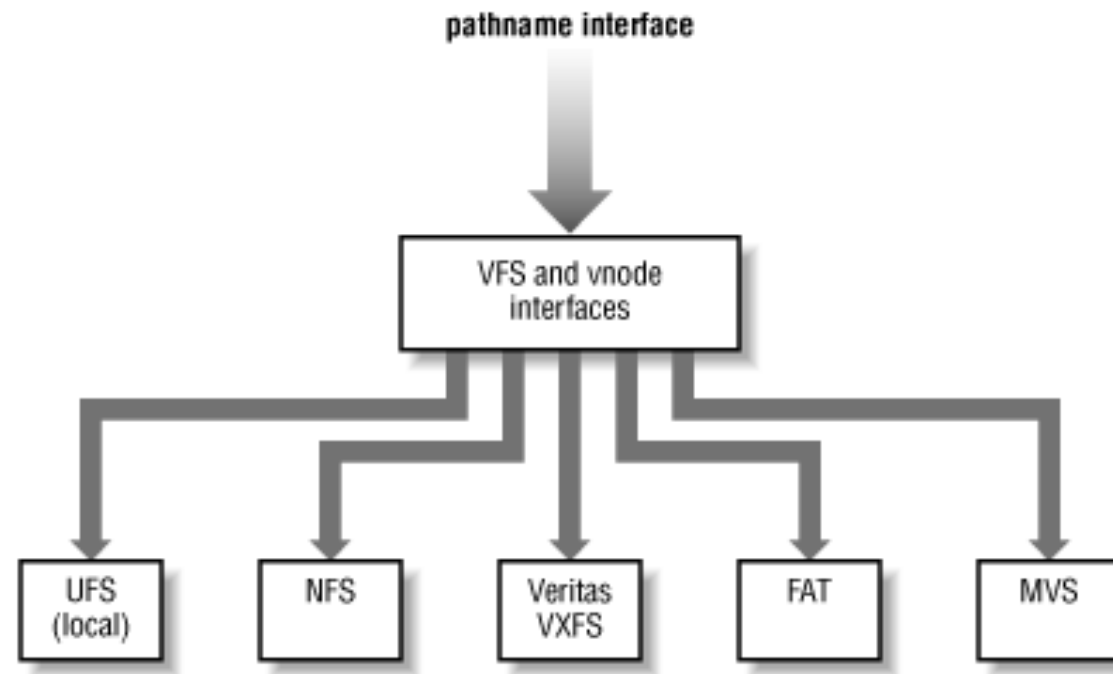 pathname interface
VFS and vnode
interfaces
UFS
(local)
NFS
Veritas
VXFS
FAT
MVS